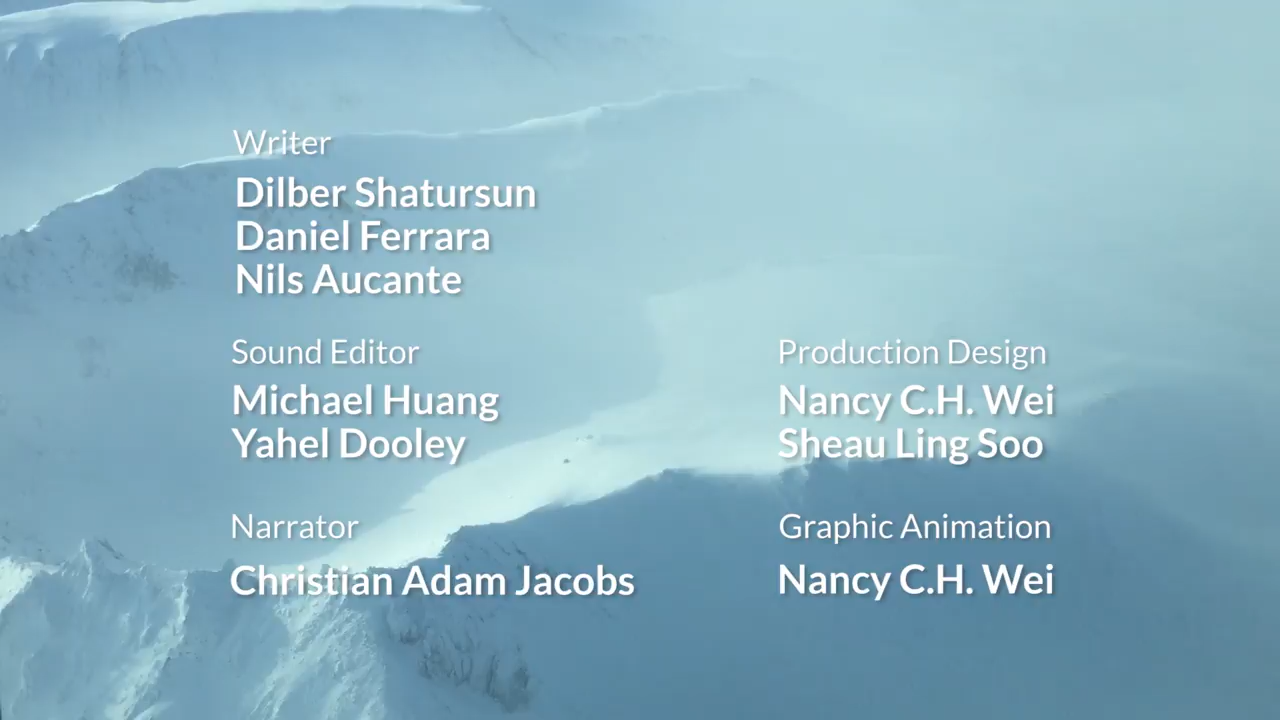 Writer
Dilber Shatursun
Daniel Ferrara
Nils Aucante
Sound Editor
Michael Huang
Yahel Dooley
Production Design
Nancy C.H. Wei
Sheau Ling Soo
Narrator
Christian Adam Jacobs
Graphic Animation
Nancy C.H. Wei